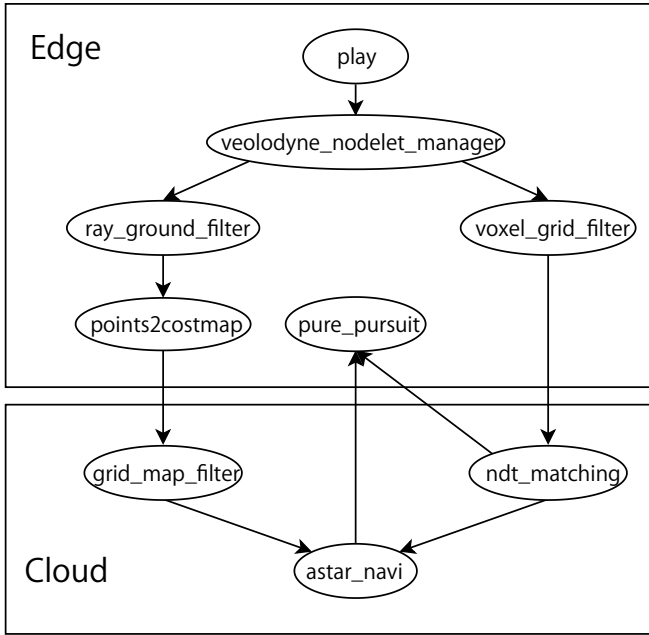 Edge
play
veolodyne_nodelet_manager
ray_ground_filter
voxel_grid_filter
points2costmap
pure_pursuit
grid_map_filter
ndt_matching
Cloud
astar_navi